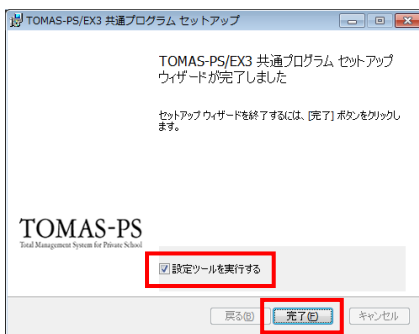 TOMAS-PS/EX3 共通プログラム セットアップ
TOMAS-PS/EX3 共通プログラム セットアップ
ウィザードが完了しました
セットアップ ウィザードを終了するには、[完了] ボタンをクリックし
ます。
TOMAS-PS
Total Management System for Private School
設定ツールを実行する
戻る(B)
完了(F)
キャンセル